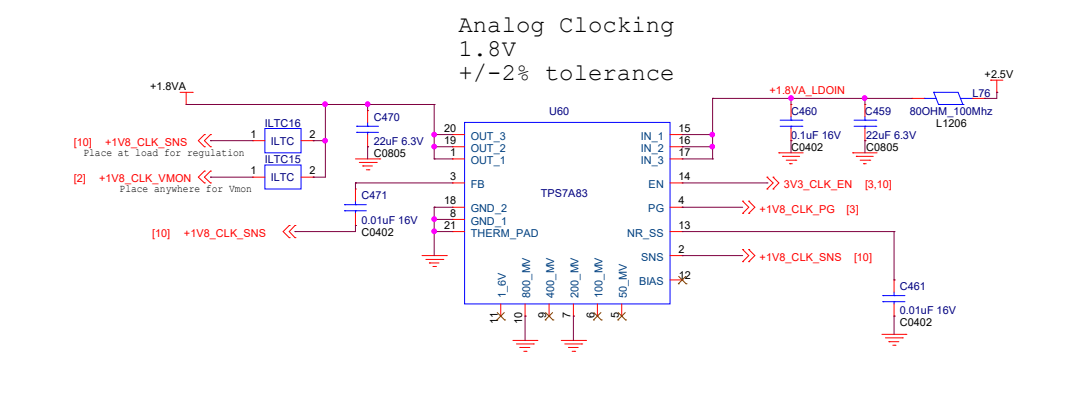 Analog Clocking
1.8V
+/-2% tolerance
+1.8VA
+2.5V
+1.8VA_LDOIN
L76
80OHM_100Mhz
L1206
C470
22uF 6.3V
C0805
C460
0.1uF 16V
C0402
C459
22uF 6.3V
C0805
ILTC16
[10] +1V8_CLK_SNS 1 ILTC 2
Place at load for regulation
ILTC15
[2] +1V8_CLK_VMON 1 ILTC 2
Place anywhere for Vmon
C471
0.01uF 16V
C0402
[10] +1V8_CLK_SNS
U60
TPS7A83
20 OUT_3
19 OUT_2
1 OUT_1
3 FB
18 GND_2
8 GND_1
21 THERM_PAD
IN_1 15
IN_2 16
IN_3 17
EN 14 3V3_CLK_EN [3,10]
PG 4 +1V8_CLK_PG [3]
NR_SS 13
SNS 2 +1V8_CLK_SNS [10]
BIAS 12
1_6V 11
800_MV 10
400_MV 9
200_MV 7
100_MV 6
50_MV 5
C461
0.01uF 16V
C0402